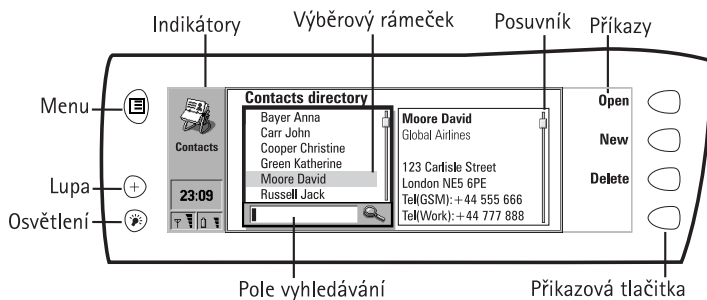 Indikátory
Výběrový rámeček
Posuvník
Příkazy
Menu
Lupa
Osvětlení
Contacts
23:09
Contacts directory
Bayer Anna
Carr John
Cooper Christine
Green Katherine
Moore David
Russell Jack
Moore David
Global Airlines
123 Carlisle Street
London NE5 6PE
Tel(GSM):+44 555 666
Tel(Work):+44 777 888
Open
New
Delete
Pole vyhledávání
Přikazová tlačitka